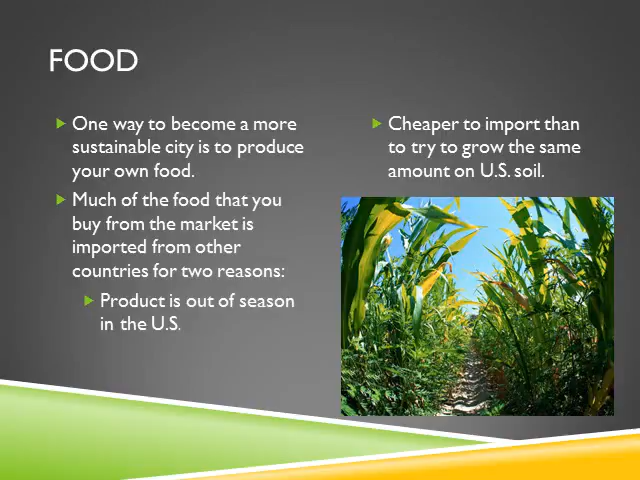 FOOD
One way to become a more
sustainable city is to produce
your own food.
Much of the food that you
buy from the market is
imported from other
countries for two reasons:
Product is out of season
in the U.S.
Cheaper to import than
to try to grow the same
amount on U.S. soil.